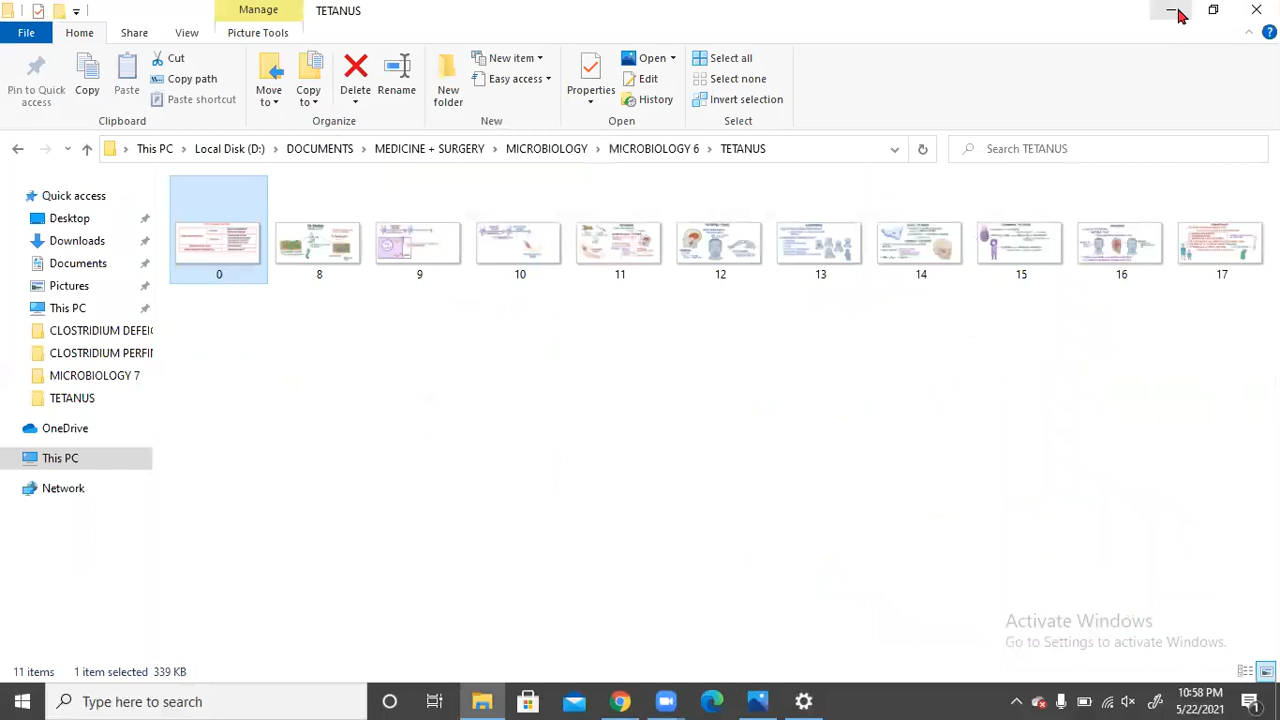 Manage
TETANUS
File
Home
Share
View
Picture Tools
Pin to Quick access
Copy
Paste
Cut
Copy path
Paste shortcut
Clipboard
Move to
Copy to
Delete
Rename
Organize
New folder
New item
Easy access
New
Properties
Open
Edit
History
Open
Select all
Select none
Invert selection
Select
This PC
Local Disk (D:)
DOCUMENTS
MEDICINE + SURGERY
MICROBIOLOGY
MICROBIOLOGY 6
TETANUS
Search TETANUS
Quick access
Desktop
Downloads
Documents
Pictures
This PC
CLOSTRIDIUM DEFEIC
CLOSTRIDIUM PERFIN
MICROBIOLOGY 7
TETANUS
OneDrive
This PC
Network
0
8
9
10
11
12
13
14
15
16
17
Activate Windows
Go to Settings to activate Windows.
11 items
1 item selected 339 KB
Type here to search
10:58 PM
5/22/2021
1